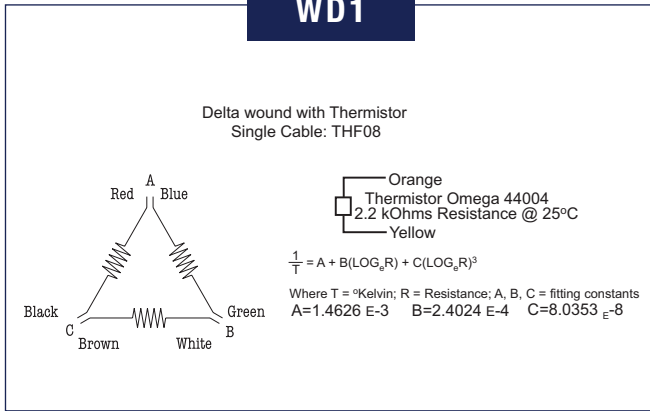 WD1
Delta wound with Thermistor
Single Cable: THF08
A
Red Blue
Black
C
Brown
Green
B
White
Orange
Thermistor Omega 44004
2.2 kOhms Resistance @ 25°C
Yellow
1/T = A + B(LOGₑR) + C(LOGₑR)³
Where T = °Kelvin; R = Resistance; A, B, C = fitting constants
A=1.4626 E-3 B=2.4024 E-4 C=8.0353 E-8